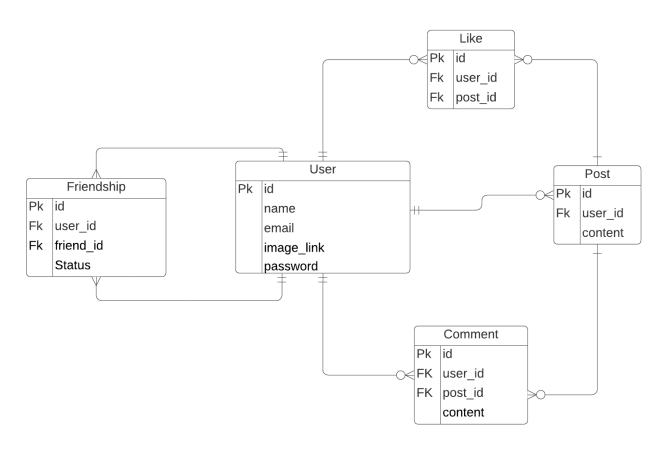 Like
Pk id
Fk user_id
Fk post_id
User
Pk id
name
email
image_link
password
Friendship
Pk id
Fk user_id
Fk friend_id
Status
Post
Pk id
Fk user_id
content
Comment
Pk id
FK user_id
FK post_id
content